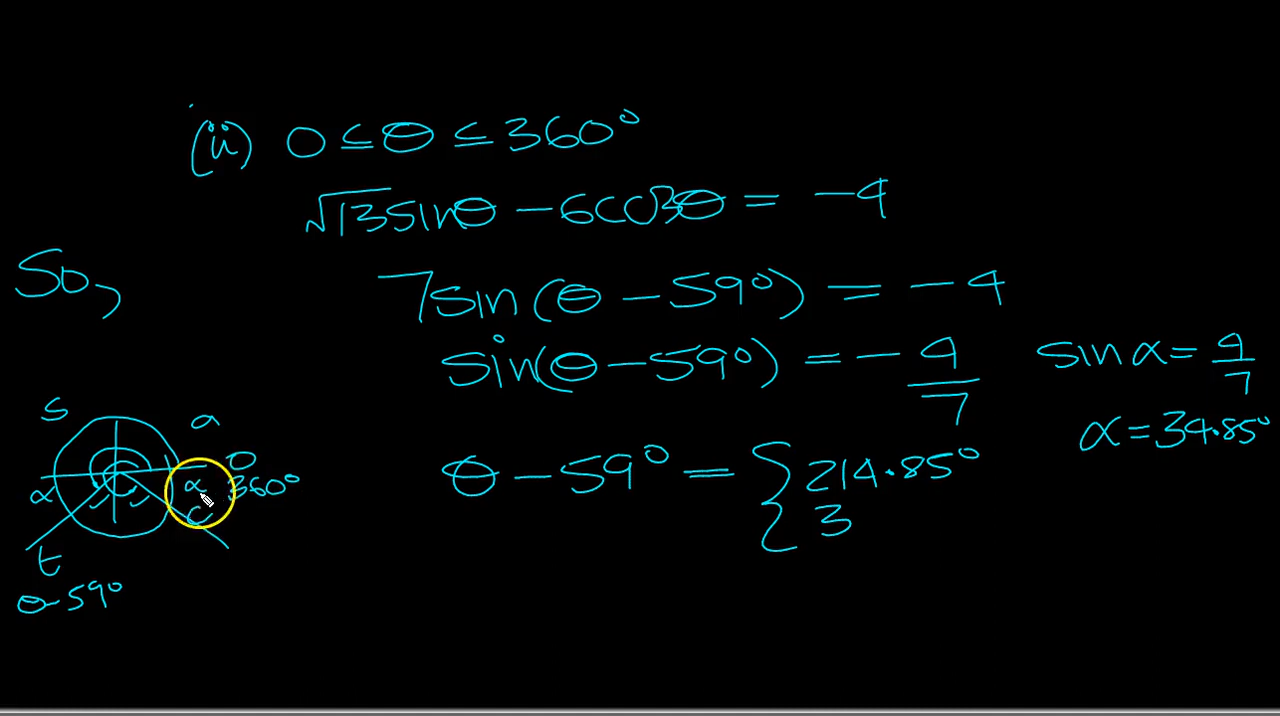 (ii) 0 ≤ θ ≤ 360°
√13 sinθ - 6cosθ = -4
So,
7sin(θ - 59°) = -4
sin(θ - 59°) = -4/7
sin α = 4/7
α = 34.85°
s a
0
α α 360°
t c
θ-59°
θ - 59° = { 214.85°
3